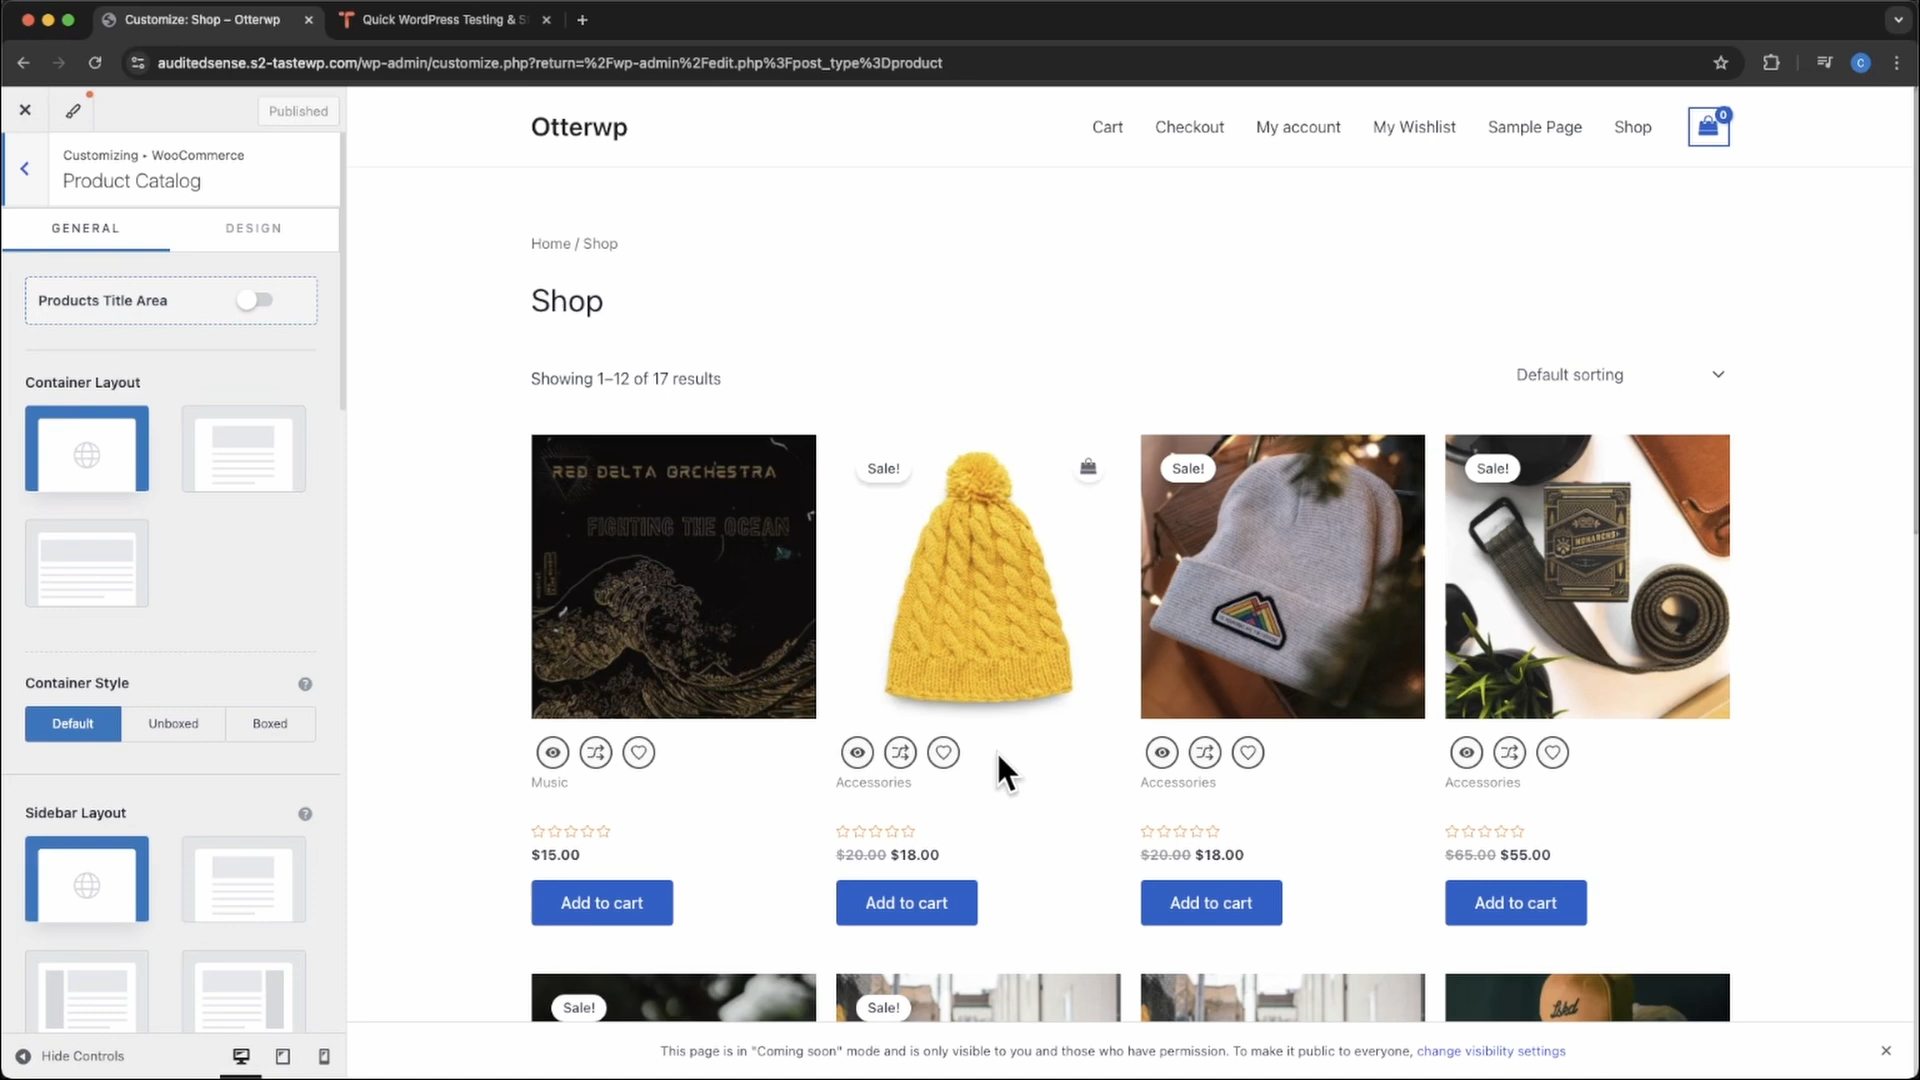 Customize: Shop – Otterwp
Quick WordPress Testing & S
auditedsense.s2-tastewp.com/wp-admin/customize.php?return=%2Fwp-admin%2Fedit.php%3Fpost_type%3Dproduct
C
Published
Customizing • WooCommerce
Product Catalog
GENERAL
DESIGN
Products Title Area
Container Layout
Container Style
Default
Unboxed
Boxed
Sidebar Layout
Hide Controls
Otterwp
Cart
Checkout
My account
My Wishlist
Sample Page
Shop
0
Home / Shop
Shop
Showing 1–12 of 17 results
Default sorting
RED DELTA ORCHESTRA
FIGHTING THE OCEAN
Sale!
Sale!
Sale!
MONARCHS
Music
Accessories
Accessories
Accessories
$15.00
$20.00 $18.00
$20.00 $18.00
$65.00 $55.00
Add to cart
Add to cart
Add to cart
Add to cart
Sale!
Sale!
This page is in "Coming soon" mode and is only visible to you and those who have permission. To make it public to everyone, change visibility settings